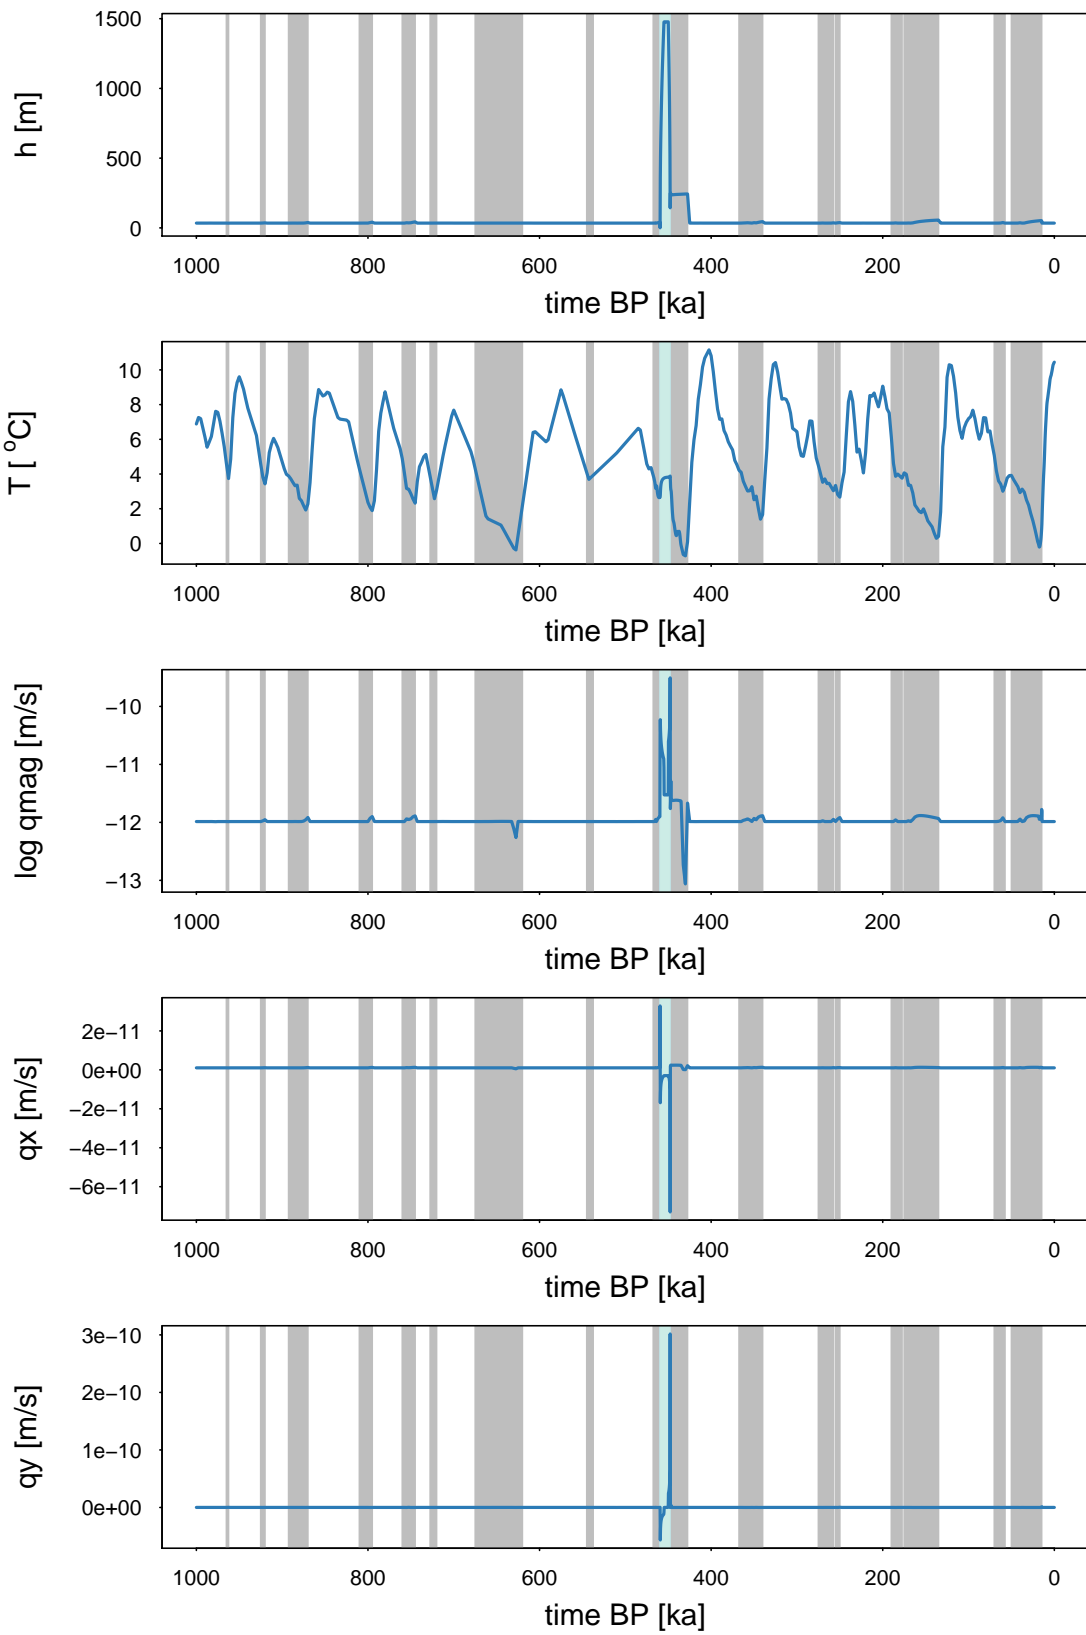 h [m]
1500
1000
500
0
1000 800 600 400 200 0
time BP [ka]
T [ °C]
10
8
6
4
2
0
1000 800 600 400 200 0
time BP [ka]
log qmag [m/s]
−10
−11
−12
−13
1000 800 600 400 200 0
time BP [ka]
qx [m/s]
2e−11
0e+00
−2e−11
−4e−11
−6e−11
1000 800 600 400 200 0
time BP [ka]
qy [m/s]
3e−10
2e−10
1e−10
0e+00
1000 800 600 400 200 0
time BP [ka]